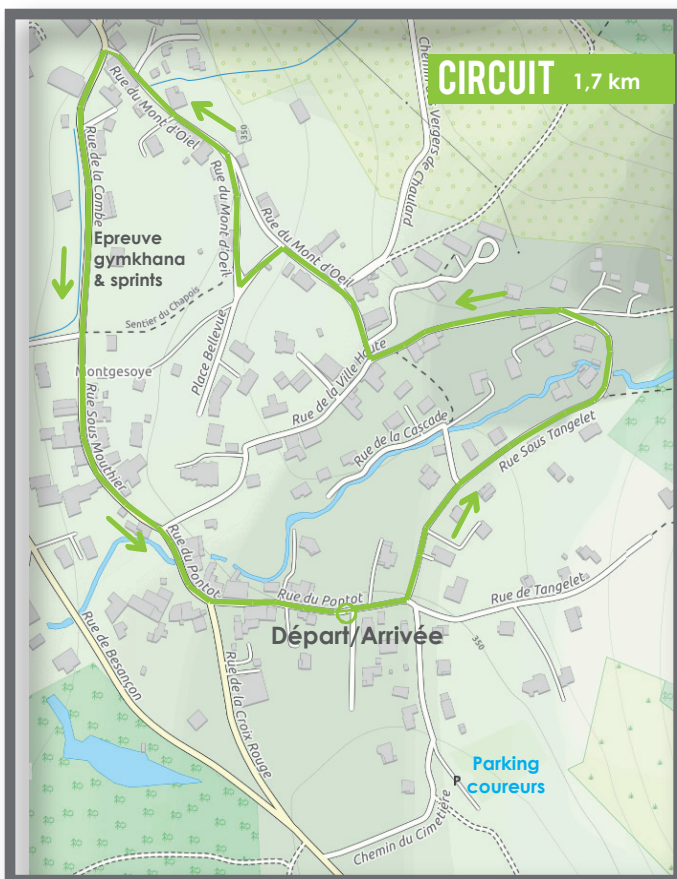 CIRCUIT 1,7 km
Chemin des Vergers de Chaulard
Rue du Mont d'Oiel
350
Rue de la Combe
Rue du Mont d'Oeil
Rue du Mont d'Oeil
Epreuve
gymkhana
& sprints
Sentier du Chapois
Place Bellevue
Montgesoye
Rue de la Ville Haute
Rue Sous Mouthier
Rue de la Cascade
Rue Sous Tangelet
Rue du Pontot
Rue du Pontot
Rue de Tangelet
Départ/Arrivée
350
Rue de Besançon
Rue de la Croix Rouge
Parking
P
coureurs
Chemin du Cimetière